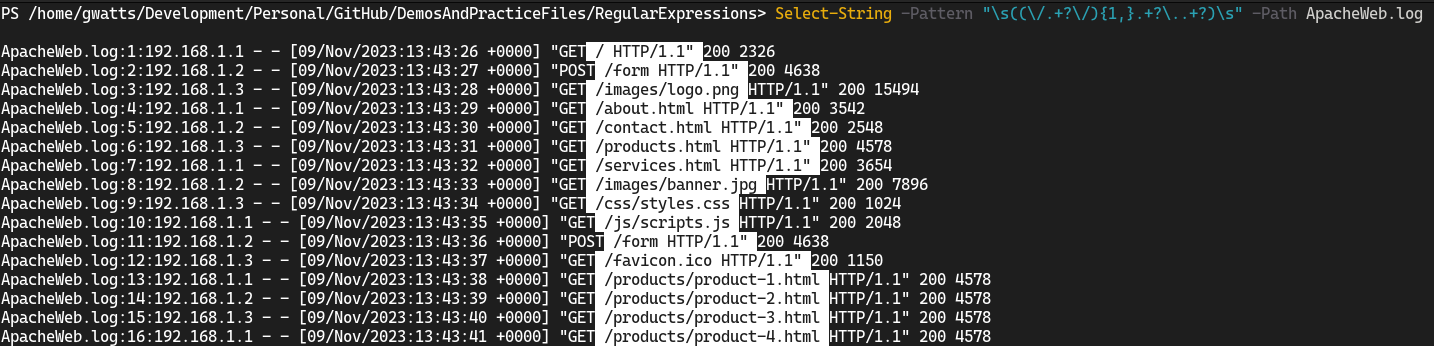 PS /home/gwatts/Development/Personal/GitHub/DemosAndPracticeFiles/RegularExpressions> Select-String -Pattern "\s((\/.+?\/){1,}.+?\..+?)\s" -Path ApacheWeb.log
ApacheWeb.log:1:192.168.1.1 - - [09/Nov/2023:13:43:26 +0000] "GET / HTTP/1.1" 200 2326
ApacheWeb.log:2:192.168.1.2 - - [09/Nov/2023:13:43:27 +0000] "POST /form HTTP/1.1" 200 4638
ApacheWeb.log:3:192.168.1.3 - - [09/Nov/2023:13:43:28 +0000] "GET /images/logo.png HTTP/1.1" 200 15494
ApacheWeb.log:4:192.168.1.1 - - [09/Nov/2023:13:43:29 +0000] "GET /about.html HTTP/1.1" 200 3542
ApacheWeb.log:5:192.168.1.2 - - [09/Nov/2023:13:43:30 +0000] "GET /contact.html HTTP/1.1" 200 2548
ApacheWeb.log:6:192.168.1.3 - - [09/Nov/2023:13:43:31 +0000] "GET /products.html HTTP/1.1" 200 4578
ApacheWeb.log:7:192.168.1.1 - - [09/Nov/2023:13:43:32 +0000] "GET /services.html HTTP/1.1" 200 3654
ApacheWeb.log:8:192.168.1.2 - - [09/Nov/2023:13:43:33 +0000] "GET /images/banner.jpg HTTP/1.1" 200 7896
ApacheWeb.log:9:192.168.1.3 - - [09/Nov/2023:13:43:34 +0000] "GET /css/styles.css HTTP/1.1" 200 1024
ApacheWeb.log:10:192.168.1.1 - - [09/Nov/2023:13:43:35 +0000] "GET /js/scripts.js HTTP/1.1" 200 2048
ApacheWeb.log:11:192.168.1.2 - - [09/Nov/2023:13:43:36 +0000] "POST /form HTTP/1.1" 200 4638
ApacheWeb.log:12:192.168.1.3 - - [09/Nov/2023:13:43:37 +0000] "GET /favicon.ico HTTP/1.1" 200 1150
ApacheWeb.log:13:192.168.1.1 - - [09/Nov/2023:13:43:38 +0000] "GET /products/product-1.html HTTP/1.1" 200 4578
ApacheWeb.log:14:192.168.1.2 - - [09/Nov/2023:13:43:39 +0000] "GET /products/product-2.html HTTP/1.1" 200 4578
ApacheWeb.log:15:192.168.1.3 - - [09/Nov/2023:13:43:40 +0000] "GET /products/product-3.html HTTP/1.1" 200 4578
ApacheWeb.log:16:192.168.1.1 - - [09/Nov/2023:13:43:41 +0000] "GET /products/product-4.html HTTP/1.1" 200 4578